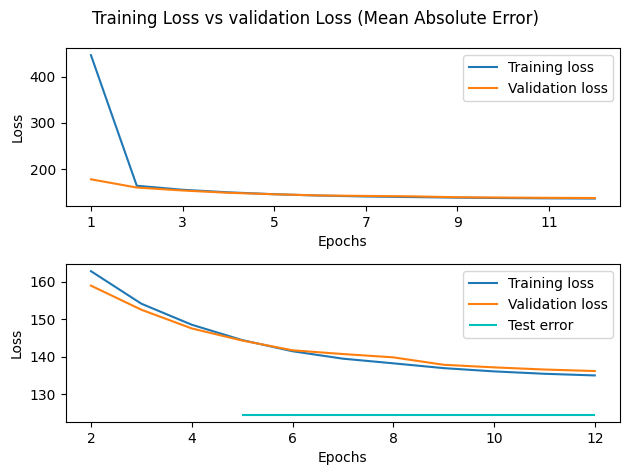 Training Loss vs validation Loss (Mean Absolute Error)
400
300
200
Loss
Training loss
Validation loss
1 3 5 7 9 11
Epochs
160
150
140
130
Loss
Training loss
Validation loss
Test error
2 4 6 8 10 12
Epochs